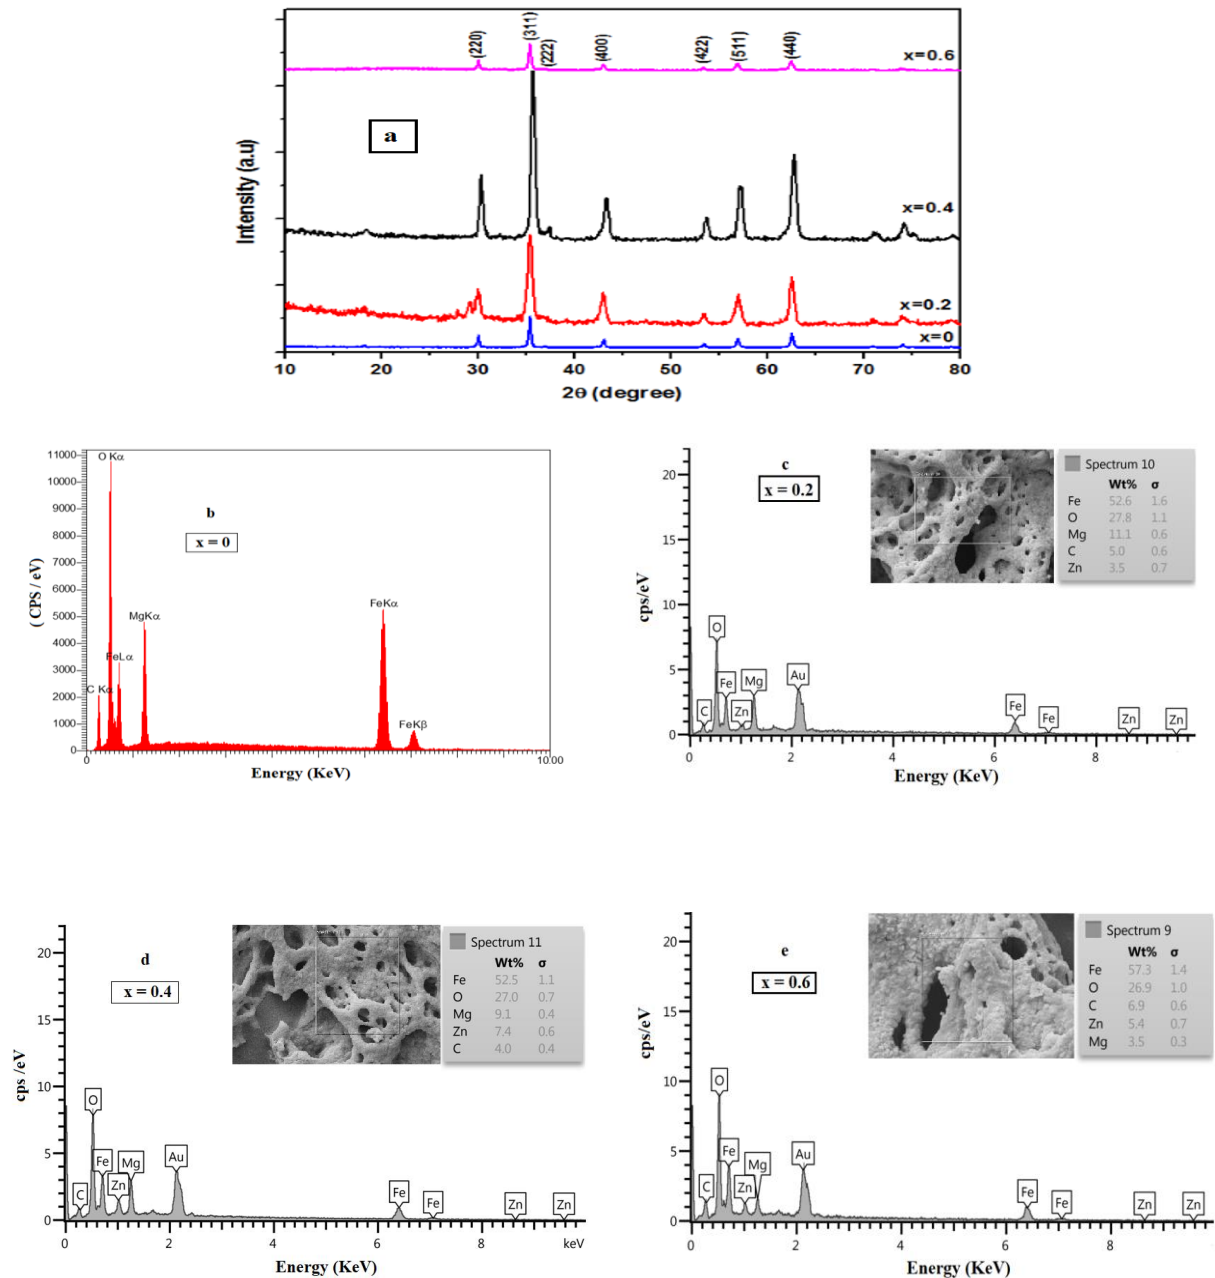 (220)
(311)
(222)
(400)
(422)
(511)
(440)
x=0.6
a
x=0.4
x=0.2
x=0
Intensity (a.u)
10 20 30 40 50 60 70 80
2θ (degree)
11000
10000
9000
8000
7000
6000
5000
4000
3000
2000
1000
0
( CPS / eV)
O Kα
b
x = 0
MgKα
FeKα
FeLα
C Kα
FeKβ
0 10.00
Energy (KeV)
20
15
10
5
0
cps/eV
c
x = 0.2
Spectrum 10
Wt% σ
Fe 52.6 1.6
O 27.8 1.1
Mg 11.1 0.6
C 5.0 0.6
Zn 3.5 0.7
O
Fe
Mg
Au
C
Zn
Fe
Fe
Zn
Zn
0 2 4 6 8
Energy (KeV)
20
15
10
5
0
cps /eV
d
x = 0.4
Spectrum 11
Wt% σ
Fe 52.5 1.1
O 27.0 0.7
Mg 9.1 0.4
Zn 7.4 0.6
C 4.0 0.4
O
Fe
Mg
Au
C
Zn
Fe
Fe
Zn
Zn
0 2 4 6 8 keV
Energy (KeV)
20
15
10
5
0
cps/eV
e
x = 0.6
Spectrum 9
Wt% σ
Fe 57.3 1.4
O 26.9 1.0
C 6.9 0.6
Zn 5.4 0.7
Mg 3.5 0.3
O
Fe
Mg
Au
C
Zn
Fe
Fe
Zn
Zn
0 2 4 6 8
Energy (KeV)